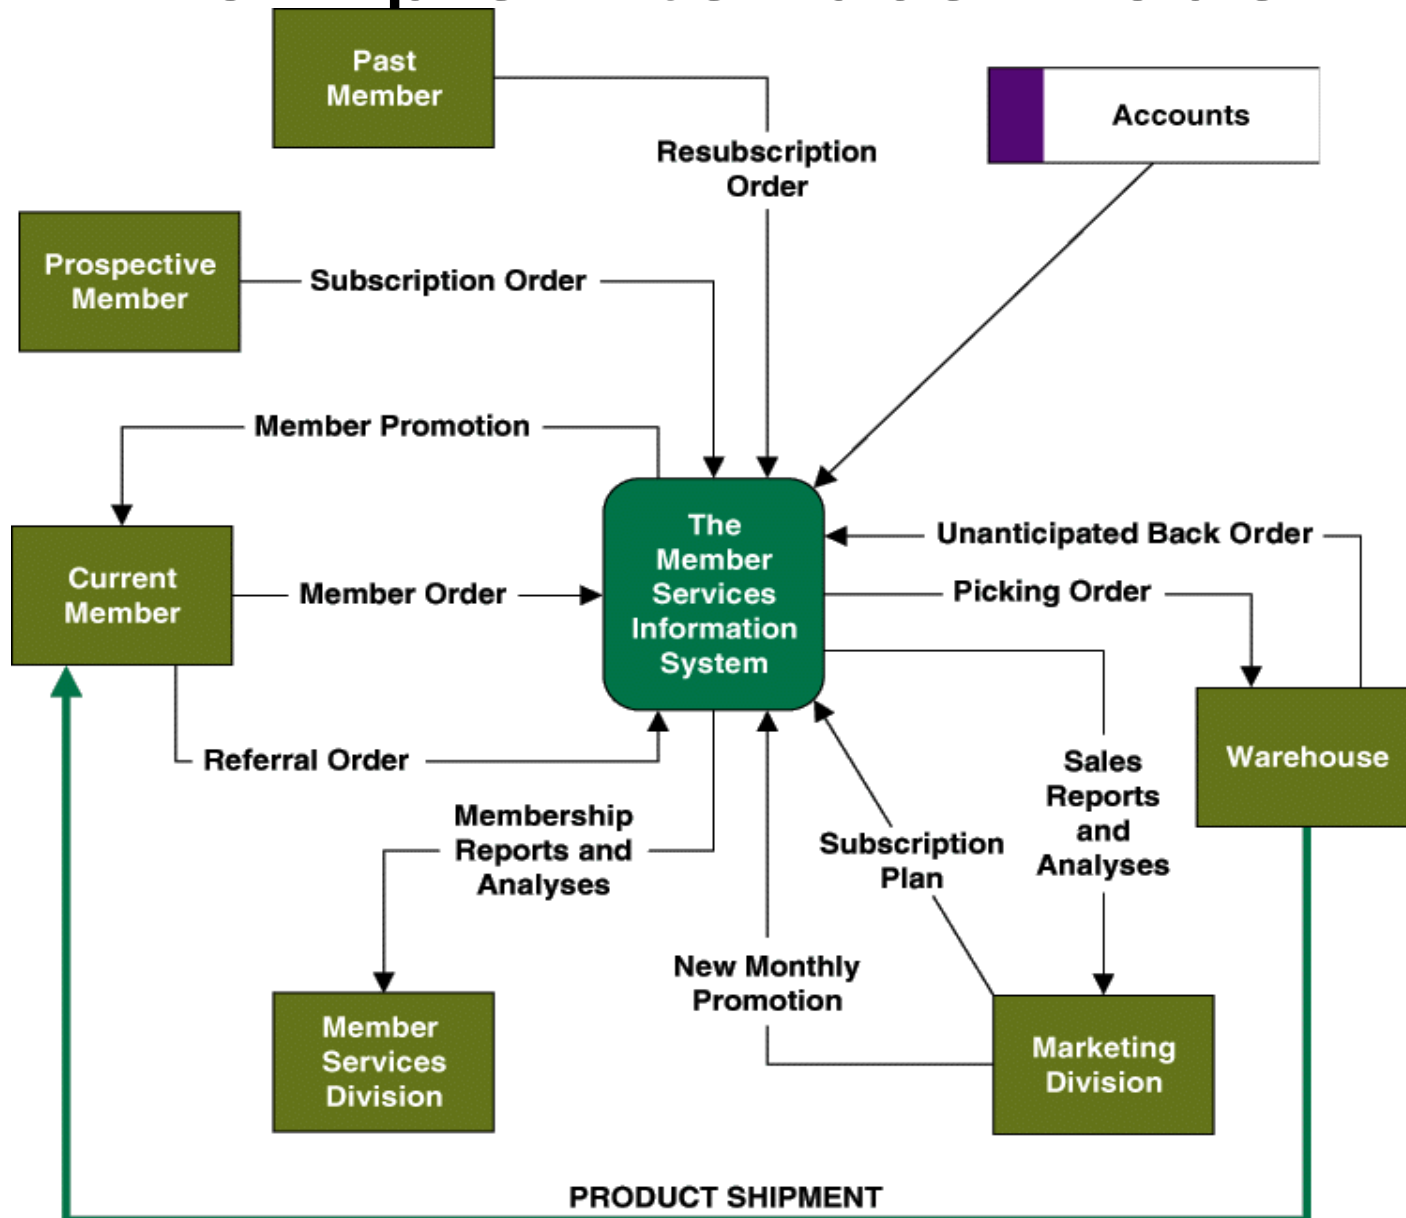 Past
Member
Accounts
Resubscription
Order
Prospective
Member
Subscription Order
Member Promotion
The
Member
Services
Information
System
Unanticipated Back Order
Current
Member
Member Order
Picking Order
Referral Order
Warehouse
Sales
Reports
and
Analyses
Membership
Reports and
Analyses
Subscription
Plan
New Monthly
Promotion
Member
Services
Division
Marketing
Division
PRODUCT SHIPMENT